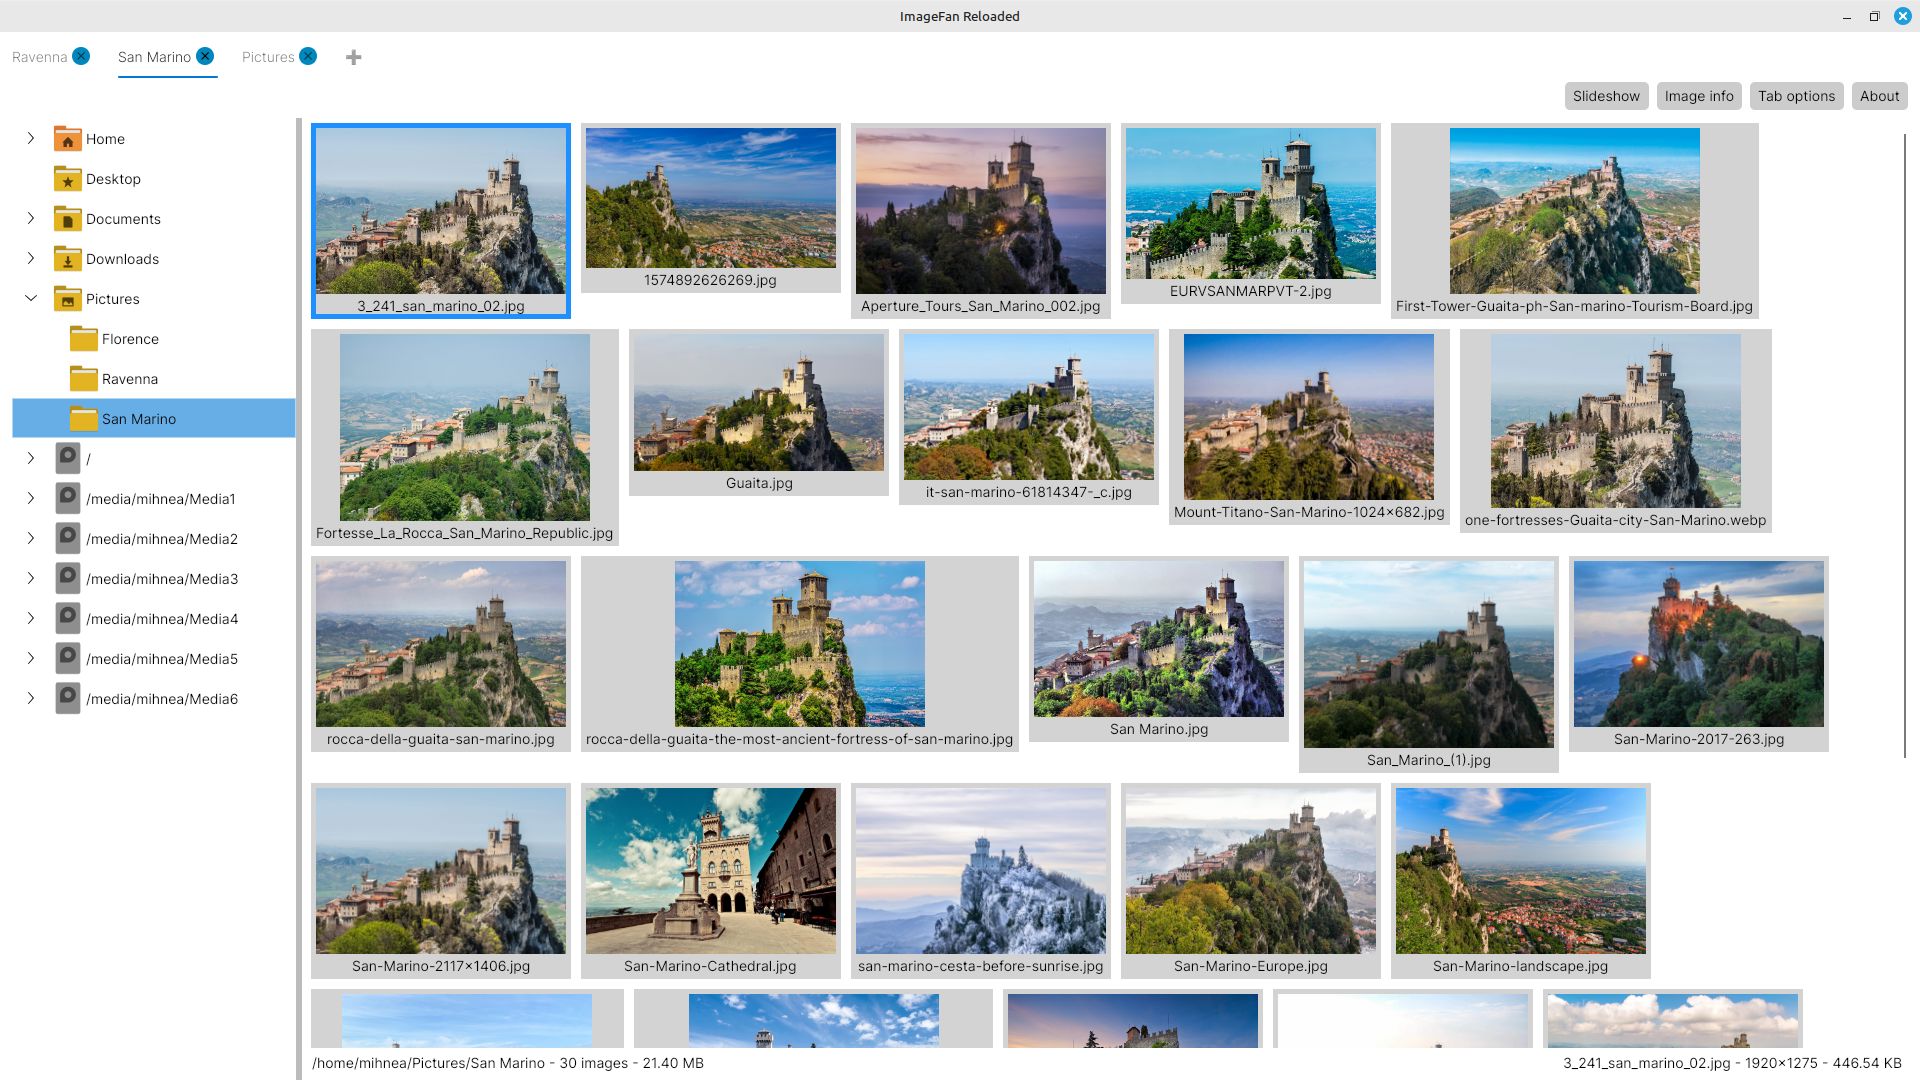 ImageFan Reloaded
Ravenna
San Marino
Pictures
Slideshow
Image info
Tab options
About
Home
Desktop
Documents
Downloads
Pictures
Florence
Ravenna
San Marino
/
/media/mihnea/Media1
/media/mihnea/Media2
/media/mihnea/Media3
/media/mihnea/Media4
/media/mihnea/Media5
/media/mihnea/Media6
3_241_san_marino_02.jpg
1574892626269.jpg
Aperture_Tours_San_Marino_002.jpg
EURVSANMARPVT-2.jpg
First-Tower-Guaita-ph-San-marino-Tourism-Board.jpg
Fortesse_La_Rocca_San_Marino_Republic.jpg
Guaita.jpg
it-san-marino-61814347-_c.jpg
Mount-Titano-San-Marino-1024×682.jpg
one-fortresses-Guaita-city-San-Marino.webp
rocca-della-guaita-san-marino.jpg
rocca-della-guaita-the-most-ancient-fortress-of-san-marino.jpg
San Marino.jpg
San_Marino_(1).jpg
San-Marino-2017-263.jpg
San-Marino-2117×1406.jpg
San-Marino-Cathedral.jpg
san-marino-cesta-before-sunrise.jpg
San-Marino-Europe.jpg
San-Marino-landscape.jpg
/home/mihnea/Pictures/San Marino - 30 images - 21.40 MB
3_241_san_marino_02.jpg - 1920×1275 - 446.54 KB